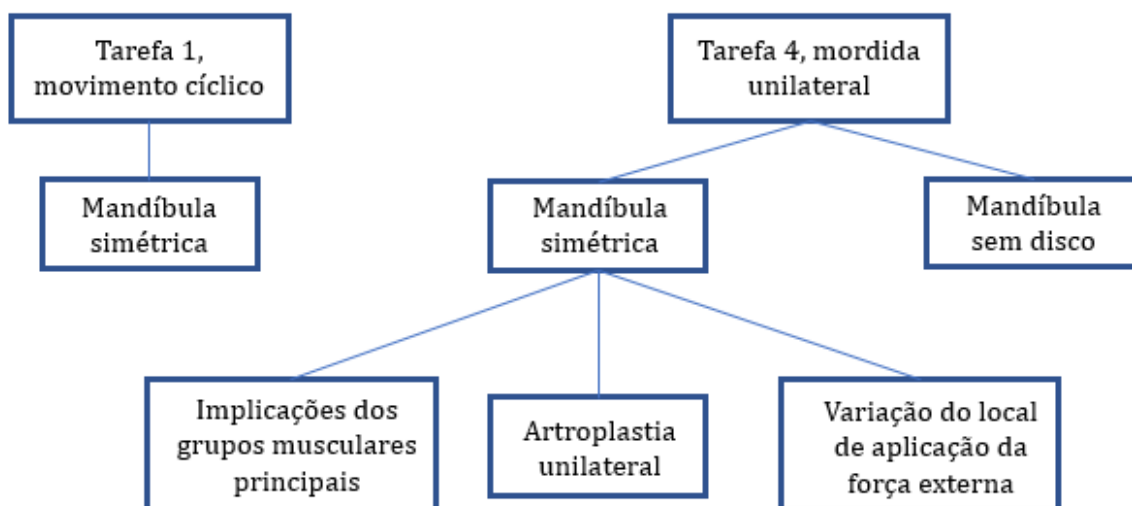 Tarefa 1,
movimento cíclico
Tarefa 4, mordida
unilateral
Mandíbula
simétrica
Mandíbula
simétrica
Mandíbula
sem disco
Implicações dos
grupos musculares
principais
Artroplastia
unilateral
Variação do local
de aplicação da
força externa